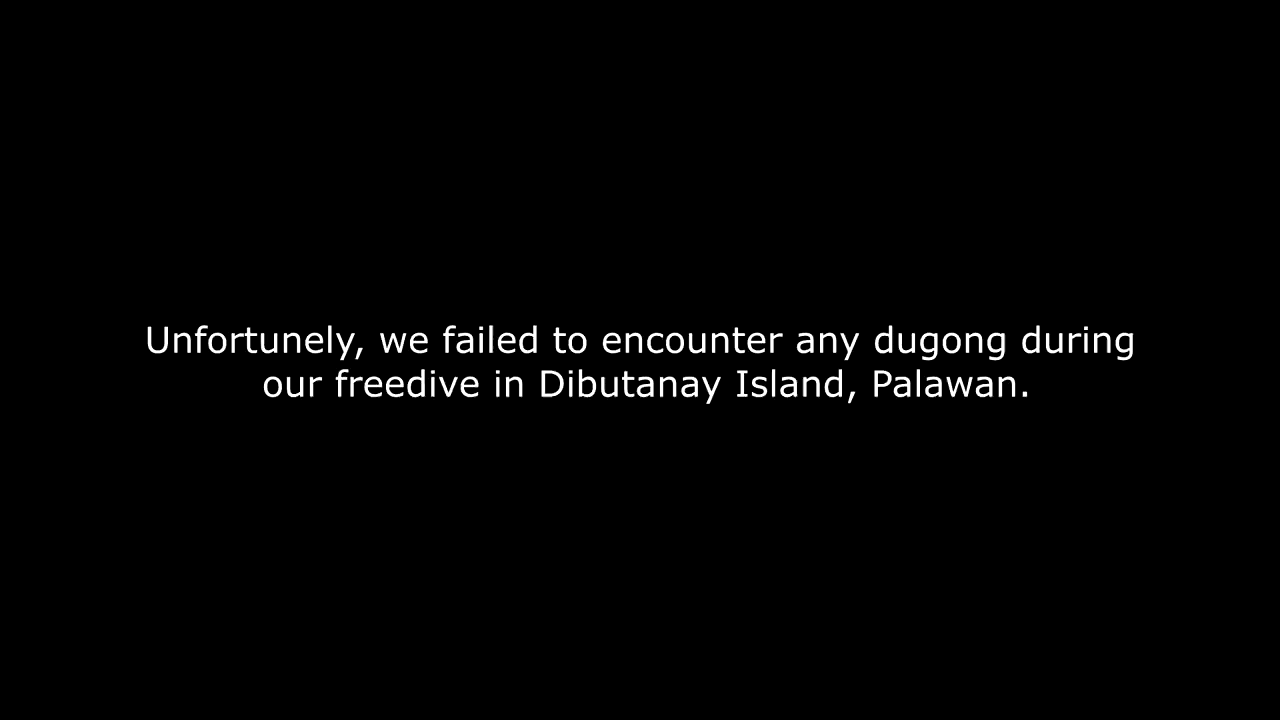 Unfortunely, we failed to encounter any dugong during
our freedive in Dibutanay Island, Palawan.